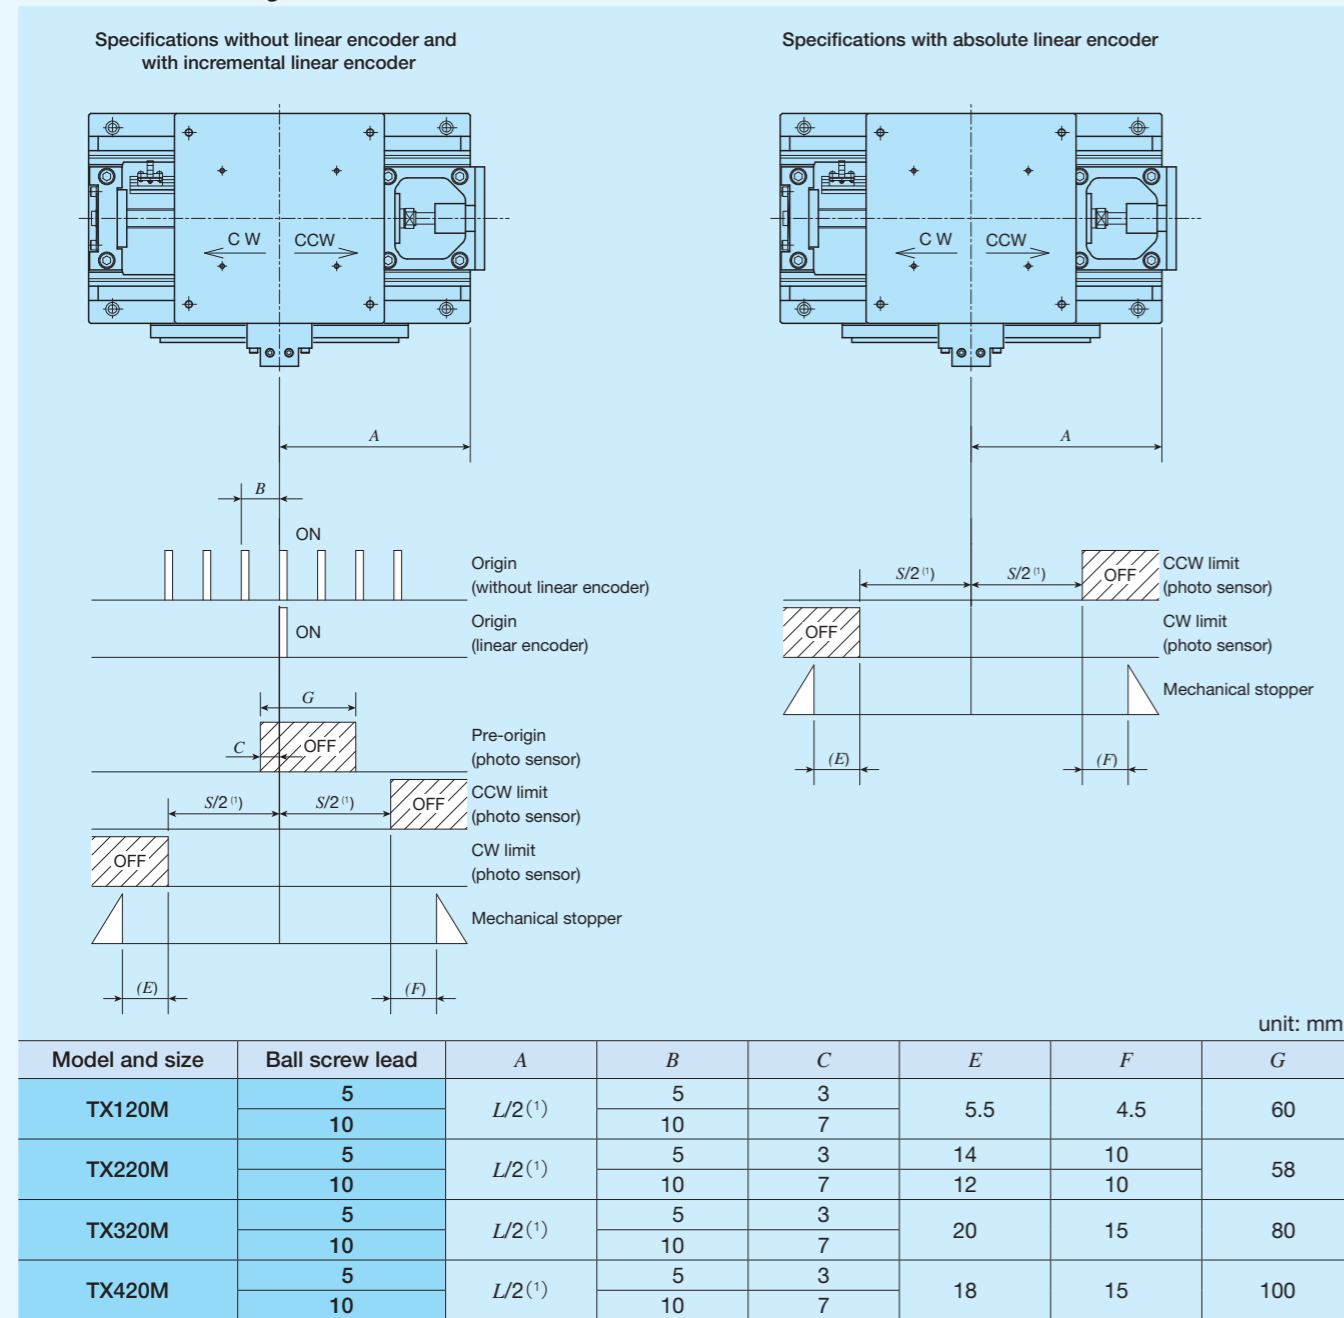 Specifications without linear encoder and
with incremental linear encoder
C W
CCW
A
B
ON
Origin
(without linear encoder)
ON
Origin
(linear encoder)
G
C
OFF
Pre-origin
(photo sensor)
S/2 (1)
S/2 (1)
OFF
CCW limit
(photo sensor)
OFF
CW limit
(photo sensor)
Mechanical stopper
(E)
(F)
Specifications with absolute linear encoder
C W
CCW
A
S/2 (1)
S/2 (1)
OFF
CCW limit
(photo sensor)
OFF
CW limit
(photo sensor)
Mechanical stopper
(E)
(F)
unit: mm
Model and size Ball screw lead A B C E F G
TX120M 5 L/2(1) 5 3 5.5 4.5 60
10 10 7
TX220M 5 L/2(1) 5 3 14 10 58
10 10 7 12 10
TX320M 5 L/2(1) 5 3 20 15 80
10 10 7
TX420M 5 L/2(1) 5 3 18 15 100
10 10 7